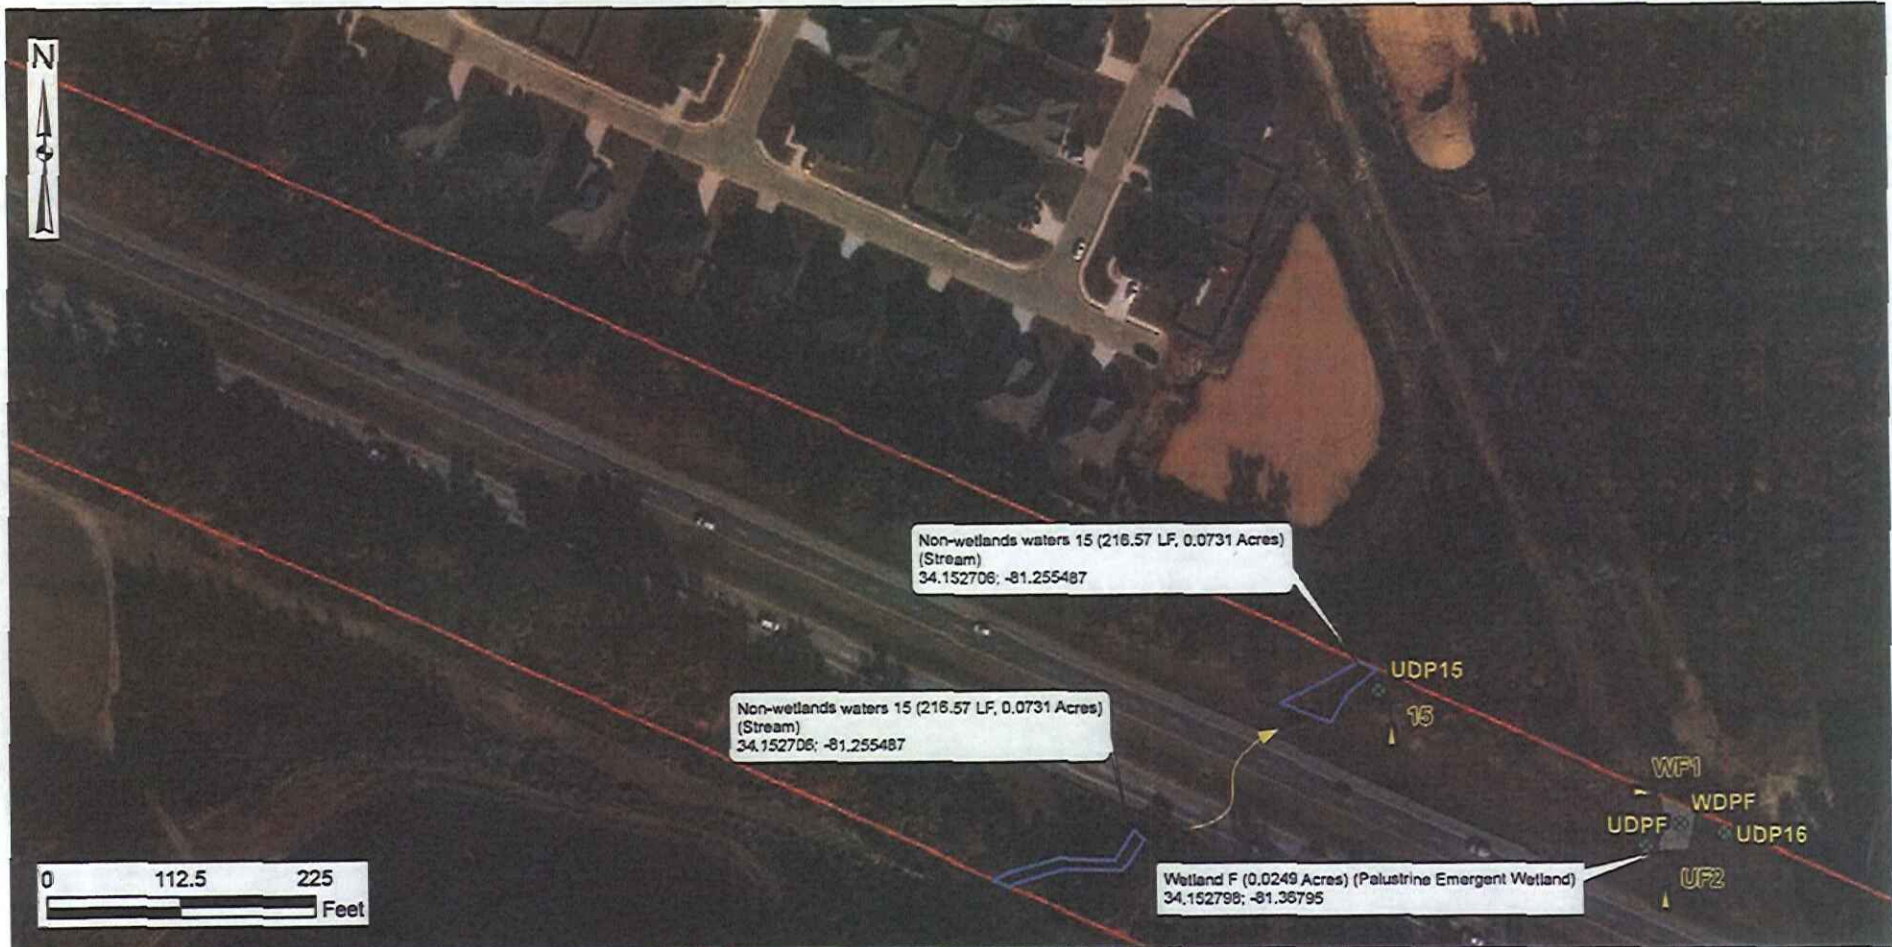 N
Non-wetlands waters 15 (216.57 LF, 0.0731 Acres)
(Stream)
34.152706; -81.255487
UDP15
15
Non-wetlands waters 15 (216.57 LF, 0.0731 Acres)
(Stream)
34.152706; -81.255487
WF1
WDPF
UDPF
UDP16
Wetland F (0.0249 Acres) (Palustrine Emergent Wetland)
34.152798; -81.36795
UF2
0 112.5 225
Feet